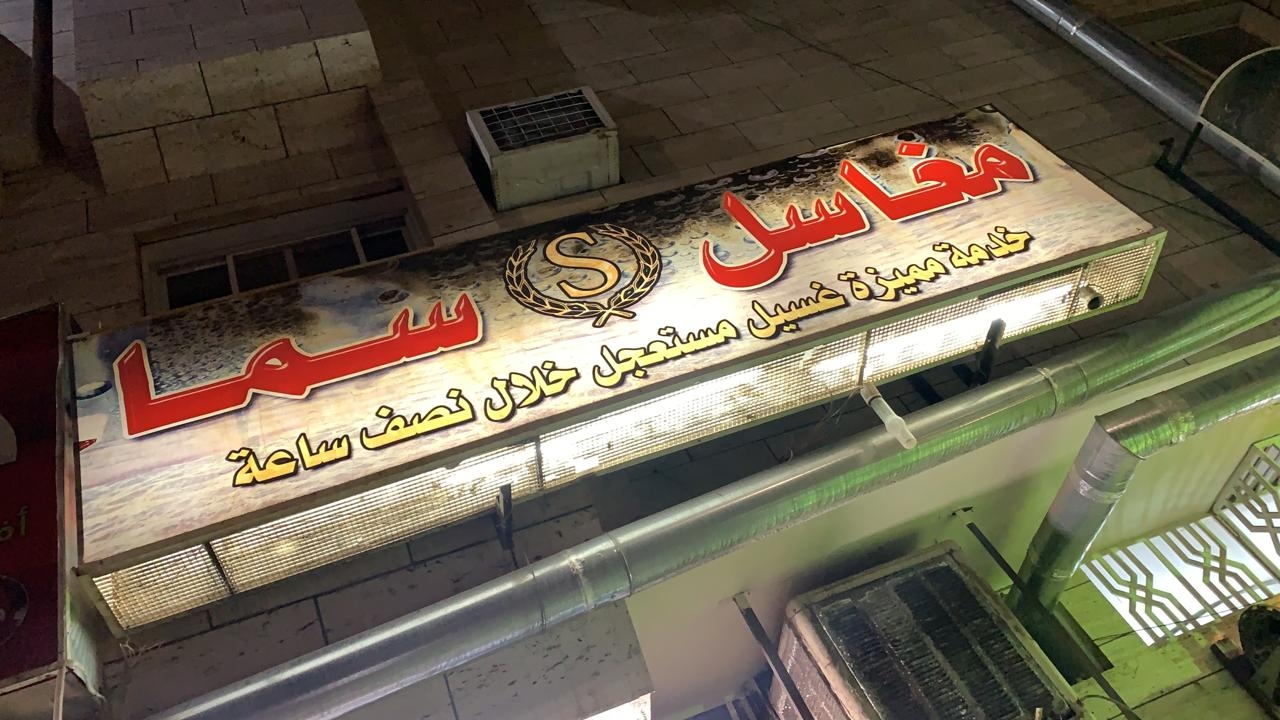 مغاسل S سما
خدمة مميزة غسيل مستعجل خلال نصف ساعة